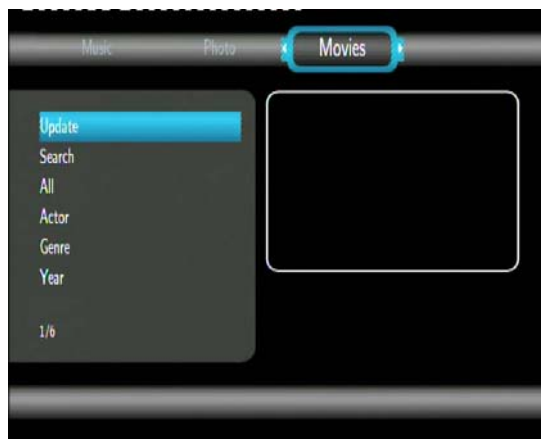 Music Photo Movies
Update
Search
All
Actor
Genre
Year
1/6